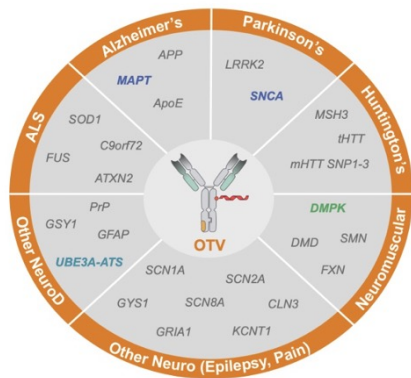 Alzheimer's
APP
MAPT
ApoE
Parkinson's
LRRK2
SNCA
Huntington's
MSH3
tHTT
mHTT SNP1-3
Neuromuscular
DMPK
DMD
SMN
FXN
Other Neuro (Epilepsy, Pain)
SCN1A
SCN2A
GYS1
SCN8A
CLN3
GRIA1
KCNT1
Other NeuroD
PrP
GSY1
GFAP
UBE3A-ATS
ALS
SOD1
C9orf72
FUS
ATXN2
OTV